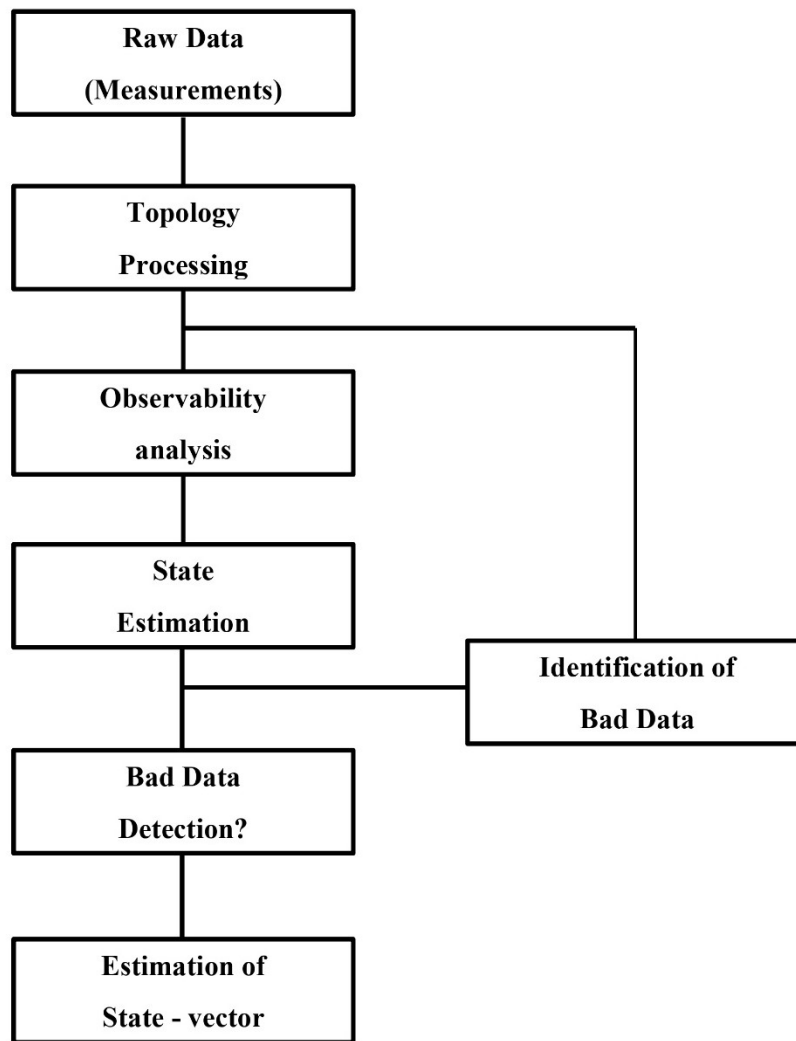 Raw Data
(Measurements)
Topology
Processing
Observability
analysis
State
Estimation
Identification of
Bad Data
Bad Data
Detection?
Estimation of
State - vector